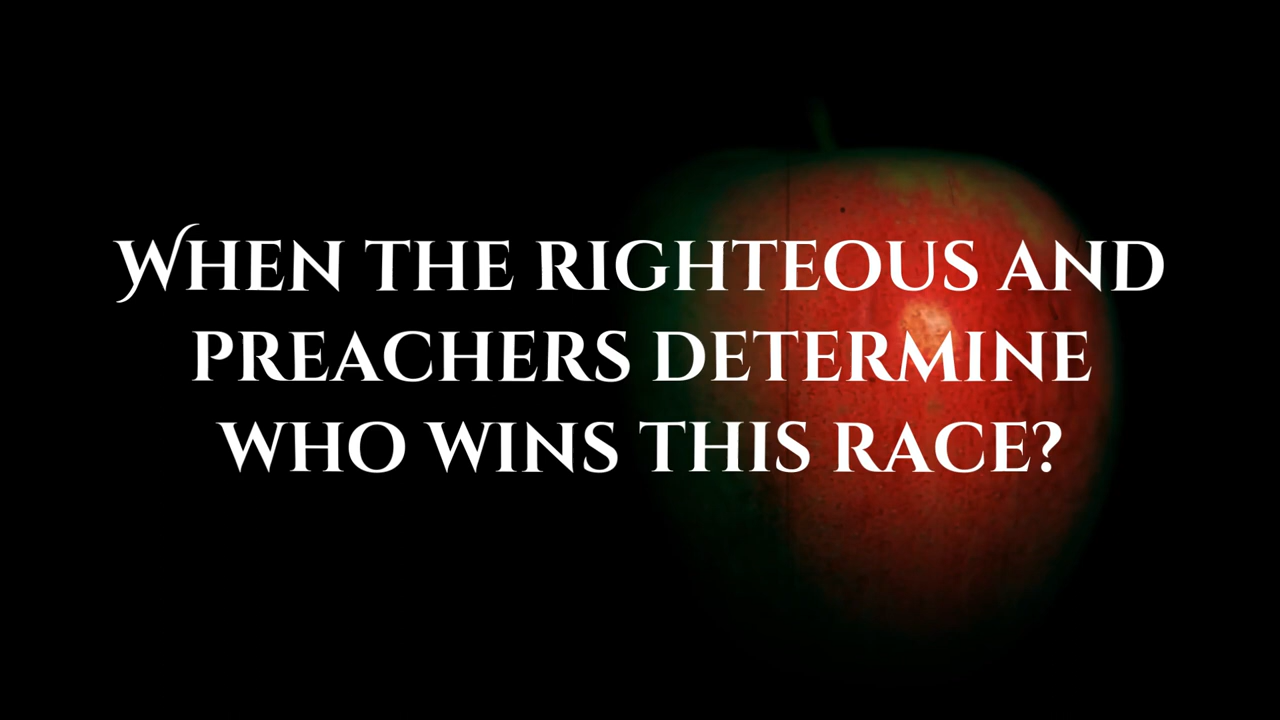 When the righteous and
preachers determine
who wins this race?